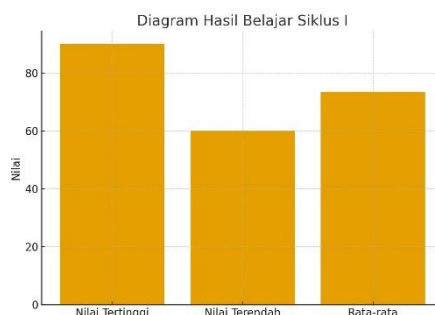 Diagram Hasil Belajar Siklus I
80
60
40
20
0
Nilai
Nilai Tertinggi
Nilai Terendah
Rata-rata